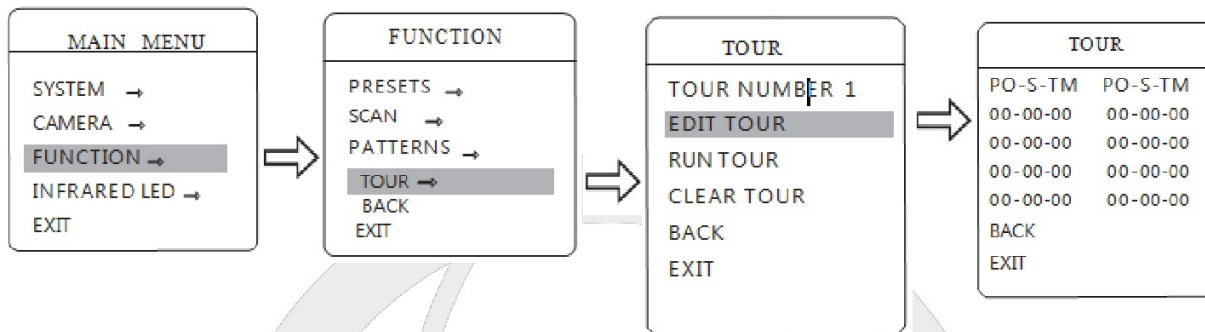 MAIN MENU
SYSTEM →
CAMERA →
FUNCTION →
INFRARED LED →
EXIT
FUNCTION
PRESETS →
SCAN →
PATTERNS →
TOUR →
BACK
EXIT
TOUR
TOUR NUMBER 1
EDIT TOUR
RUN TOUR
CLEAR TOUR
BACK
EXIT
TOUR
PO-S-TM PO-S-TM
00-00-00 00-00-00
00-00-00 00-00-00
00-00-00 00-00-00
00-00-00 00-00-00
BACK
EXIT